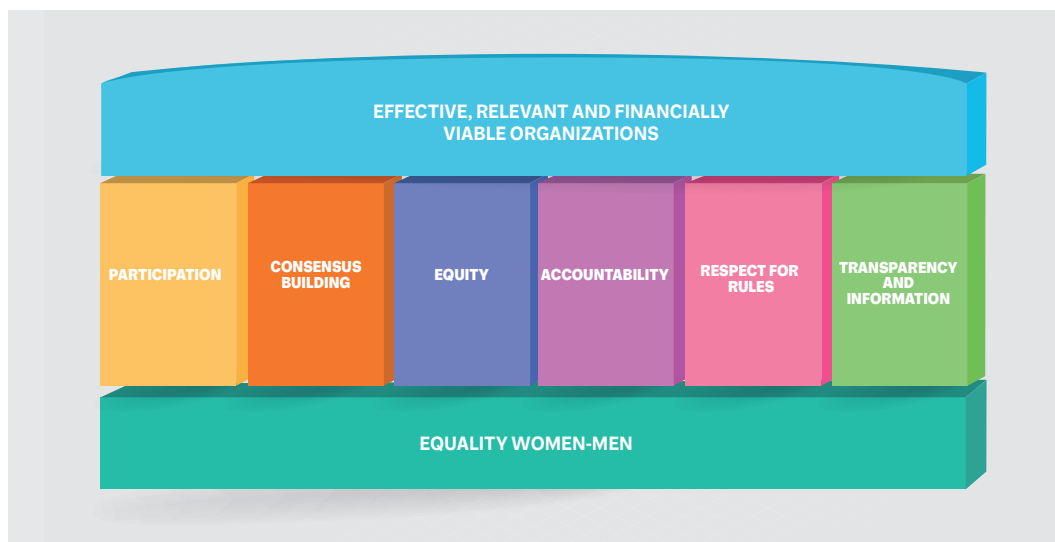 EFFECTIVE, RELEVANT AND FINANCIALLY
VIABLE ORGANIZATIONS
PARTICIPATION
CONSENSUS
BUILDING
EQUITY
ACCOUNTABILITY
RESPECT FOR
RULES
TRANSPARENCY
AND
INFORMATION
EQUALITY WOMEN-MEN